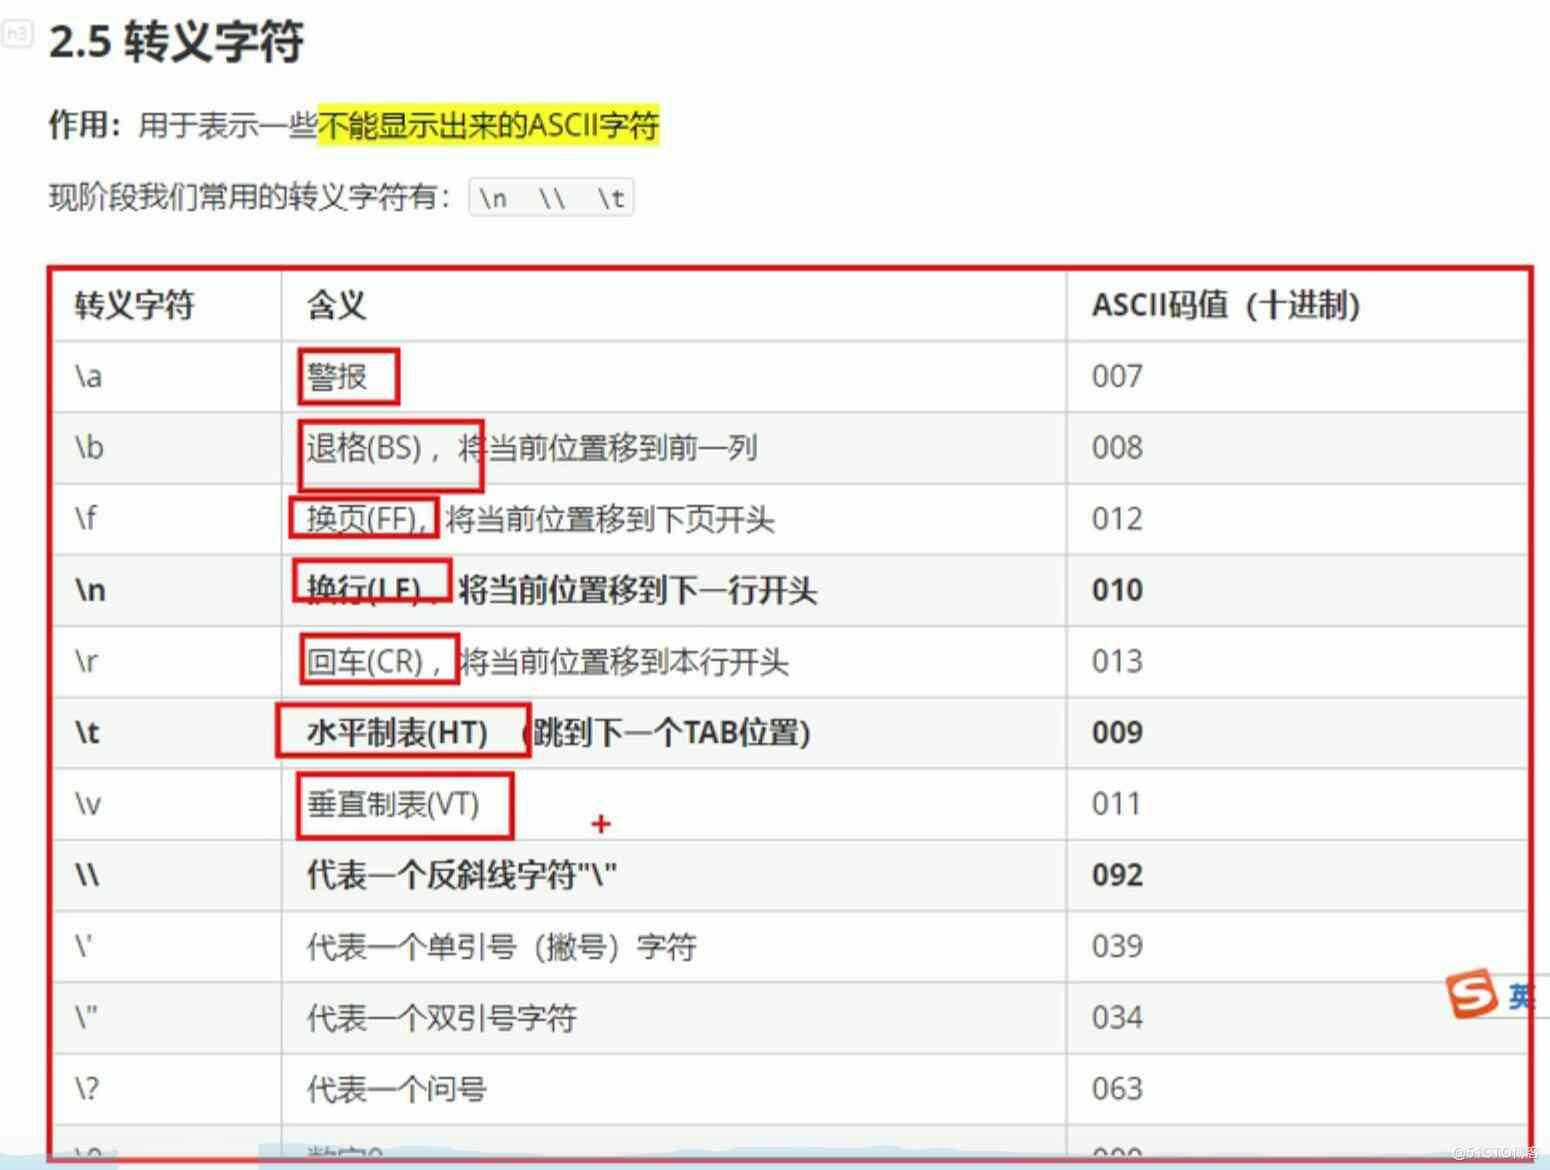 h3
2.5 转义字符
作用：用于表示一些不能显示出来的ASCII字符
现阶段我们常用的转义字符有： \n \\ \t
转义字符 含义 ASCII码值（十进制）
\a 警报 007
\b 退格(BS) ，将当前位置移到前一列 008
\f 换页(FF)，将当前位置移到下页开头 012
\n 换行(LF) ，将当前位置移到下一行开头 010
\r 回车(CR) ，将当前位置移到本行开头 013
\t 水平制表(HT) （跳到下一个TAB位置） 009
\v 垂直制表(VT) 011
\\ 代表一个反斜线字符"\" 092
\' 代表一个单引号（撇号）字符 039
\" 代表一个双引号字符 034
\? 代表一个问号 063
英
@51CTO博客